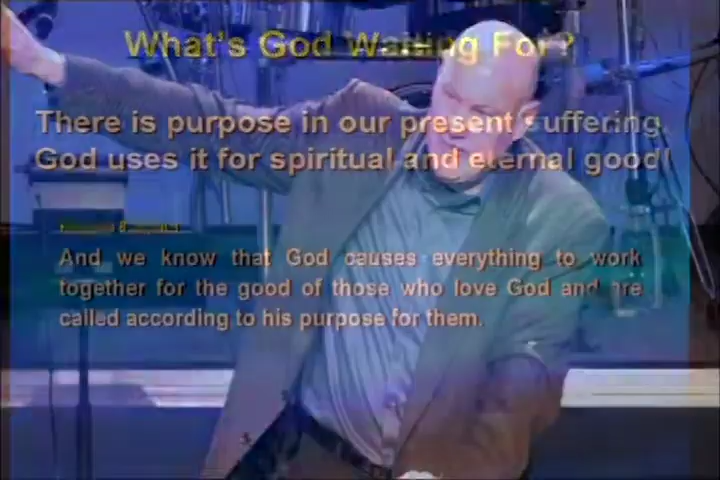 What's God Waiting For?
There is purpose in our present suffering.
God uses it for spiritual and eternal good!
And we know that God causes everything to work
together for the good of those who love God and are
called according to his purpose for them.